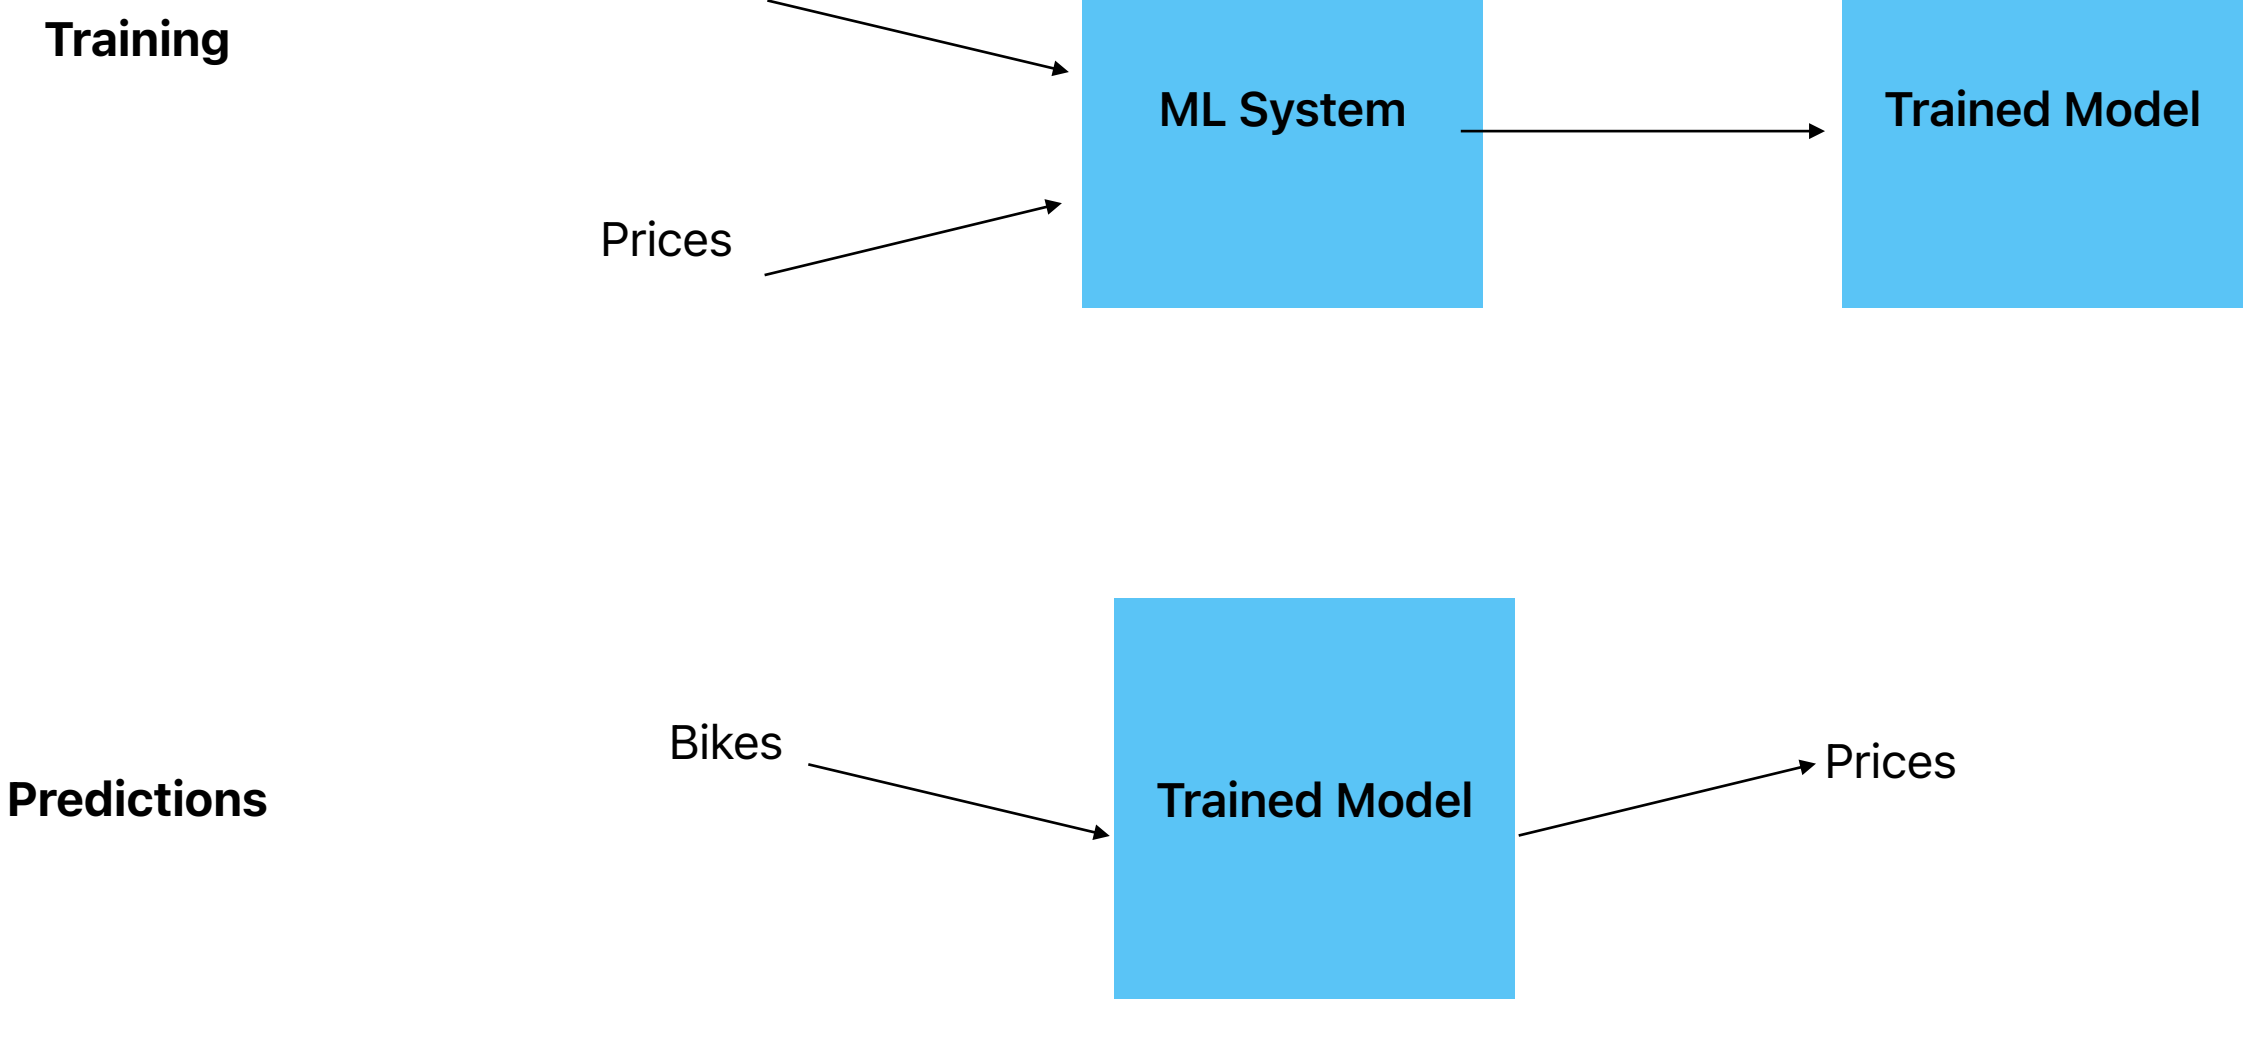 Training
ML System
Trained Model
Prices
Bikes
Prices
Predictions
Trained Model